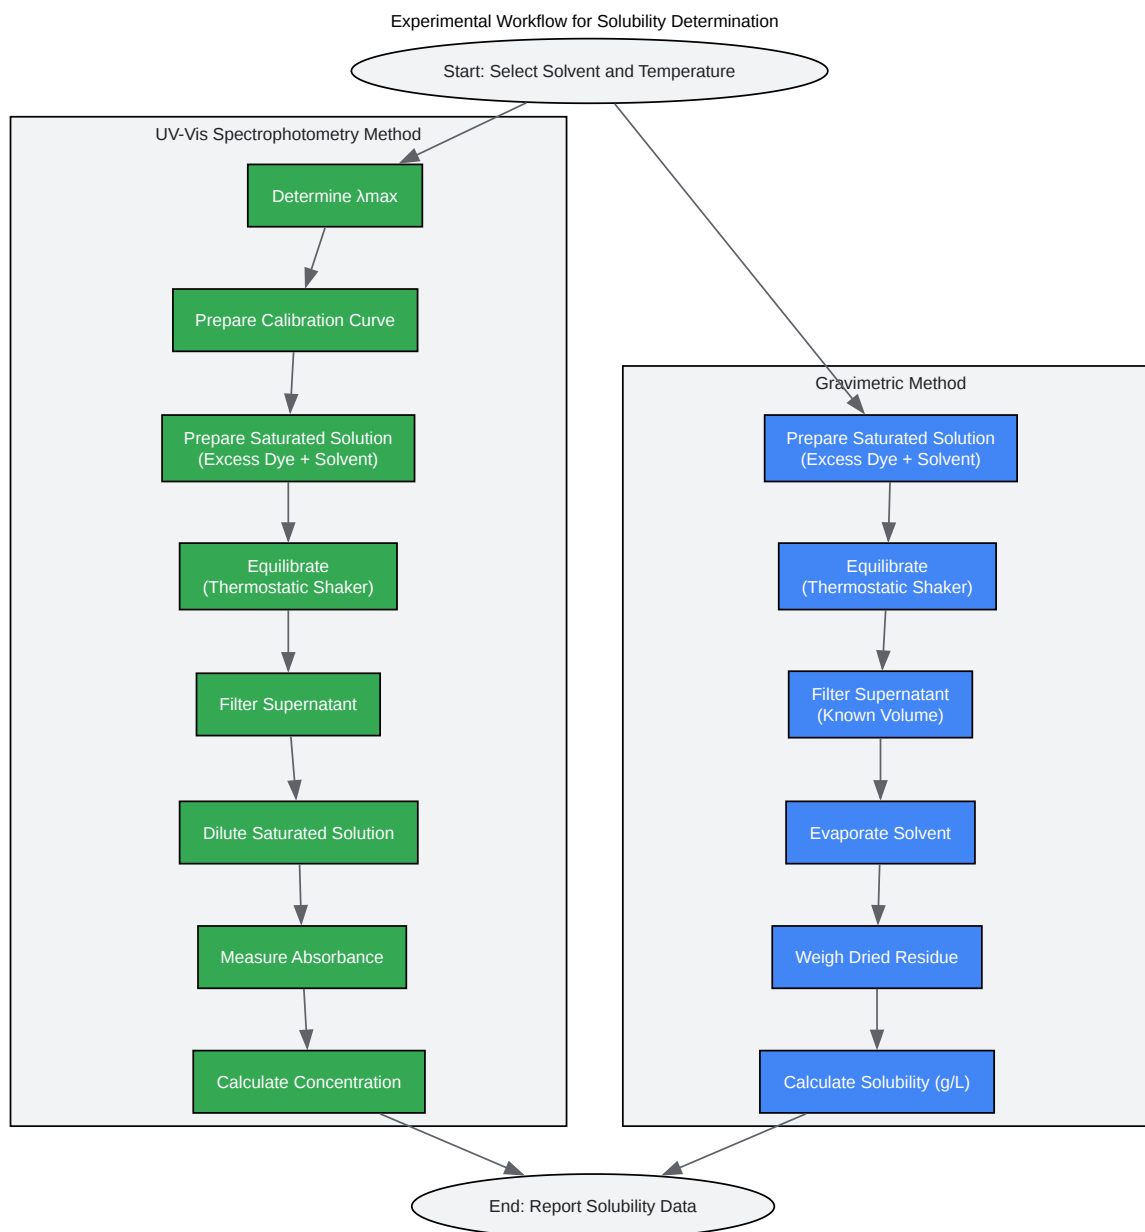 Experimental Workflow for Solubility Determination
Start: Select Solvent and Temperature
UV-Vis Spectrophotometry Method
Determine λmax
Prepare Calibration Curve
Prepare Saturated Solution
(Excess Dye + Solvent)
Equilibrate
(Thermostatic Shaker)
Filter Supernatant
Dilute Saturated Solution
Measure Absorbance
Calculate Concentration
Gravimetric Method
Prepare Saturated Solution
(Excess Dye + Solvent)
Equilibrate
(Thermostatic Shaker)
Filter Supernatant
(Known Volume)
Evaporate Solvent
Weigh Dried Residue
Calculate Solubility (g/L)
End: Report Solubility Data